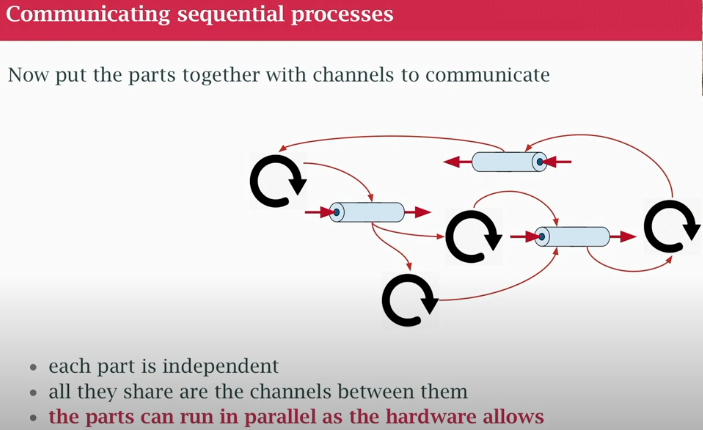 Communicating sequential processes
Now put the parts together with channels to communicate
• each part is independent
• all they share are the channels between them
• the parts can run in parallel as the hardware allows